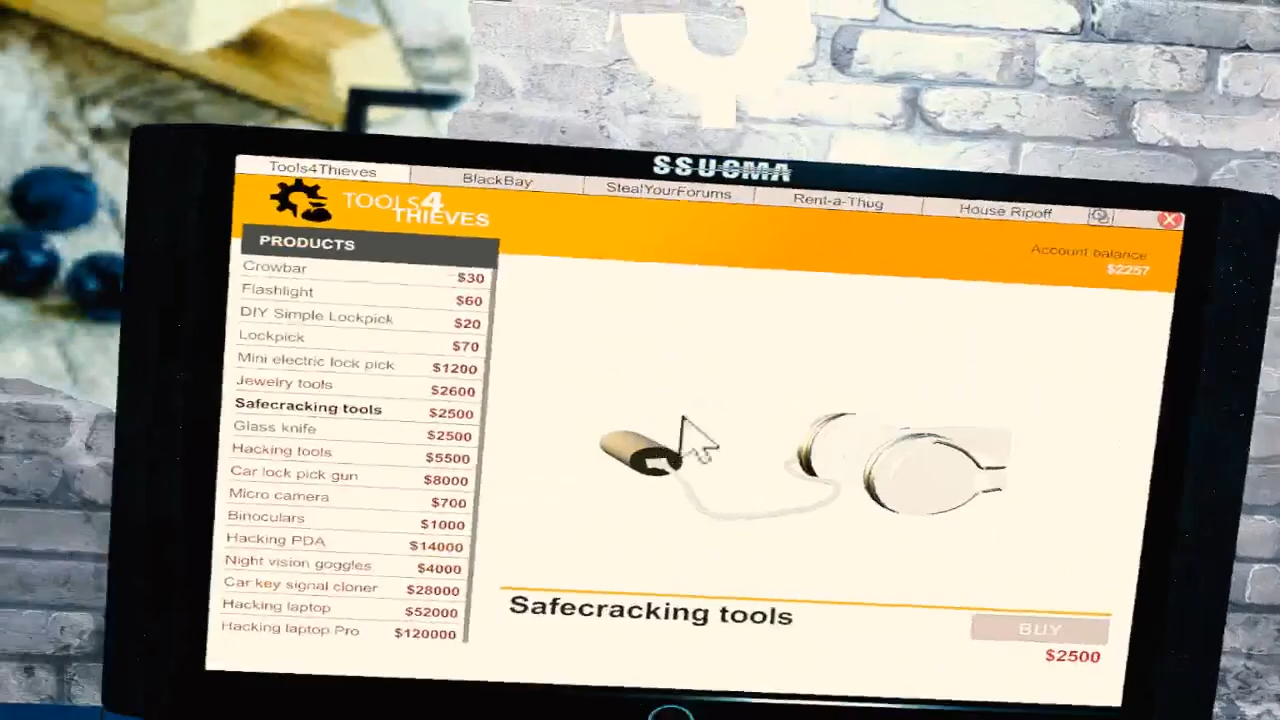 SSUGMA
Tools4Thieves
BlackBay
StealYourForums
Rent-a-Thug
House Ripoff
TOOLS4
THIEVES
Account balance
$2257
PRODUCTS
Crowbar $30
Flashlight $60
DIY Simple Lockpick $20
Lockpick $70
Mini electric lock pick $1200
Jewelry tools $2600
Safecracking tools $2500
Glass knife $2500
Hacking tools $5500
Car lock pick gun $8000
Micro camera $700
Binoculars $1000
Hacking PDA $14000
Night vision goggles $4000
Car key signal cloner $28000
Hacking laptop $52000
Hacking laptop Pro $120000
Safecracking tools
BUY
$2500